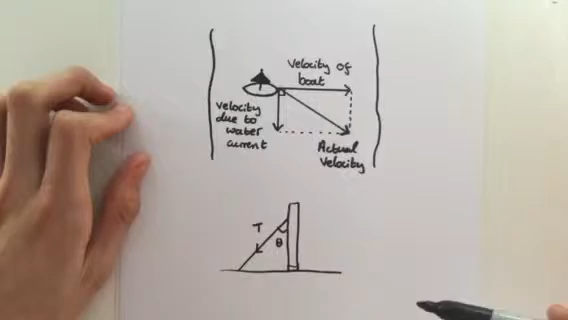 Velocity of
boat
velocity
due to
water
current
Actual
Velocity
T
θ